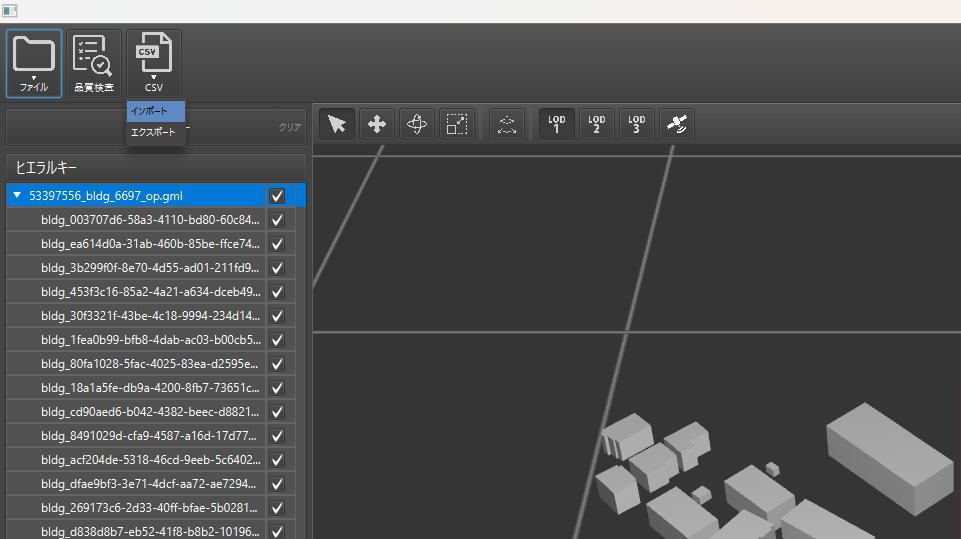 CSV
ファイル
品質検査
CSV
インポート
エクスポート
クリア
LOD
1
LOD
2
LOD
3
ヒエラルキー
53397556_bldg_6697_op.gml
bldg_003707d6-58a3-4110-bd80-60c84...
bldg_ea614d0a-31ab-460b-85be-ffce74...
bldg_3b299f0f-8e70-4d55-ad01-211fd9...
bldg_453f3c16-85a2-4a21-a634-dceb49...
bldg_30f3321f-43be-4c18-9994-234d14...
bldg_1fea0b99-bfb8-4dab-ac03-b00cb5...
bldg_80fa1028-5fac-4025-83ea-d2595e...
bldg_18a1a5fe-db9a-4200-8fb7-73651c...
bldg_cd90aed6-b042-4382-beec-d8821...
bldg_8491029d-cfa9-4587-a16d-17d77...
bldg_acf204de-5318-46cd-9eeb-5c6402...
bldg_dfae9bf3-3e71-4dcf-aa72-ae7294...
bldg_269173c6-2d33-40ff-bfae-5b0281...
bldg_d838d8b7-eb52-41f8-b8b2-10196...